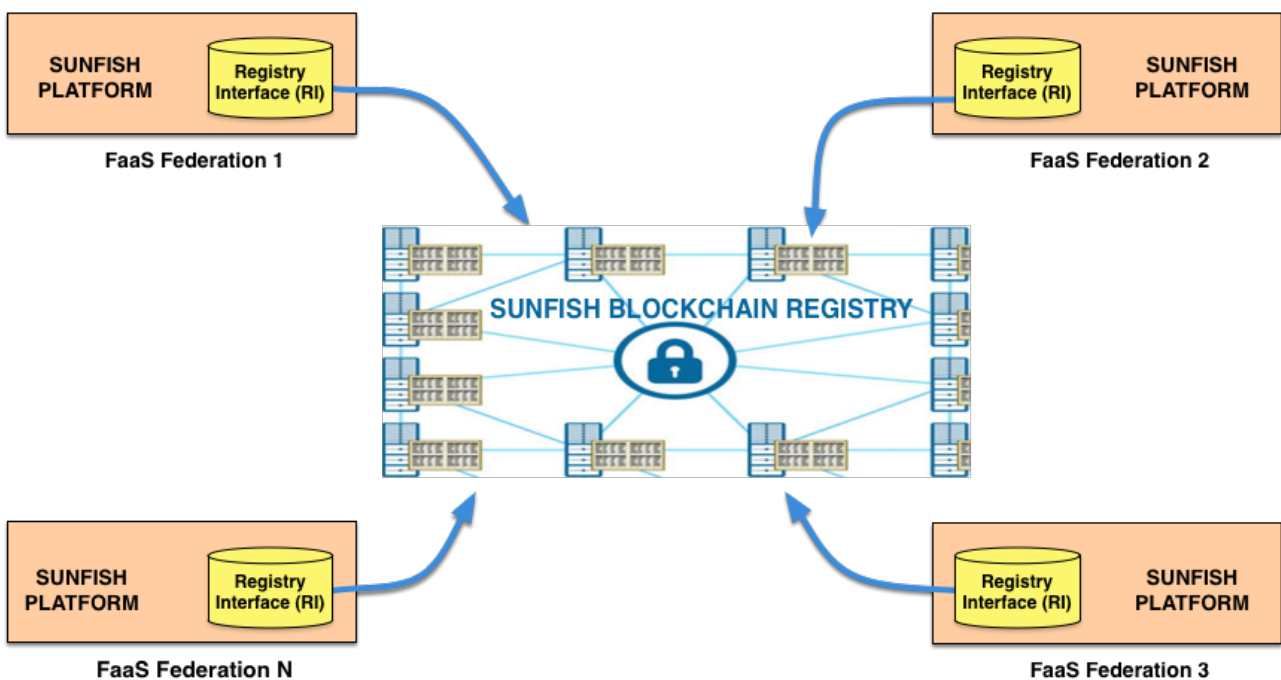 SUNFISH
PLATFORM
Registry
Interface (RI)
FaaS Federation 1
Registry
Interface (RI)
SUNFISH
PLATFORM
FaaS Federation 2
SUNFISH BLOCKCHAIN REGISTRY
SUNFISH
PLATFORM
Registry
Interface (RI)
FaaS Federation N
Registry
Interface (RI)
SUNFISH
PLATFORM
FaaS Federation 3